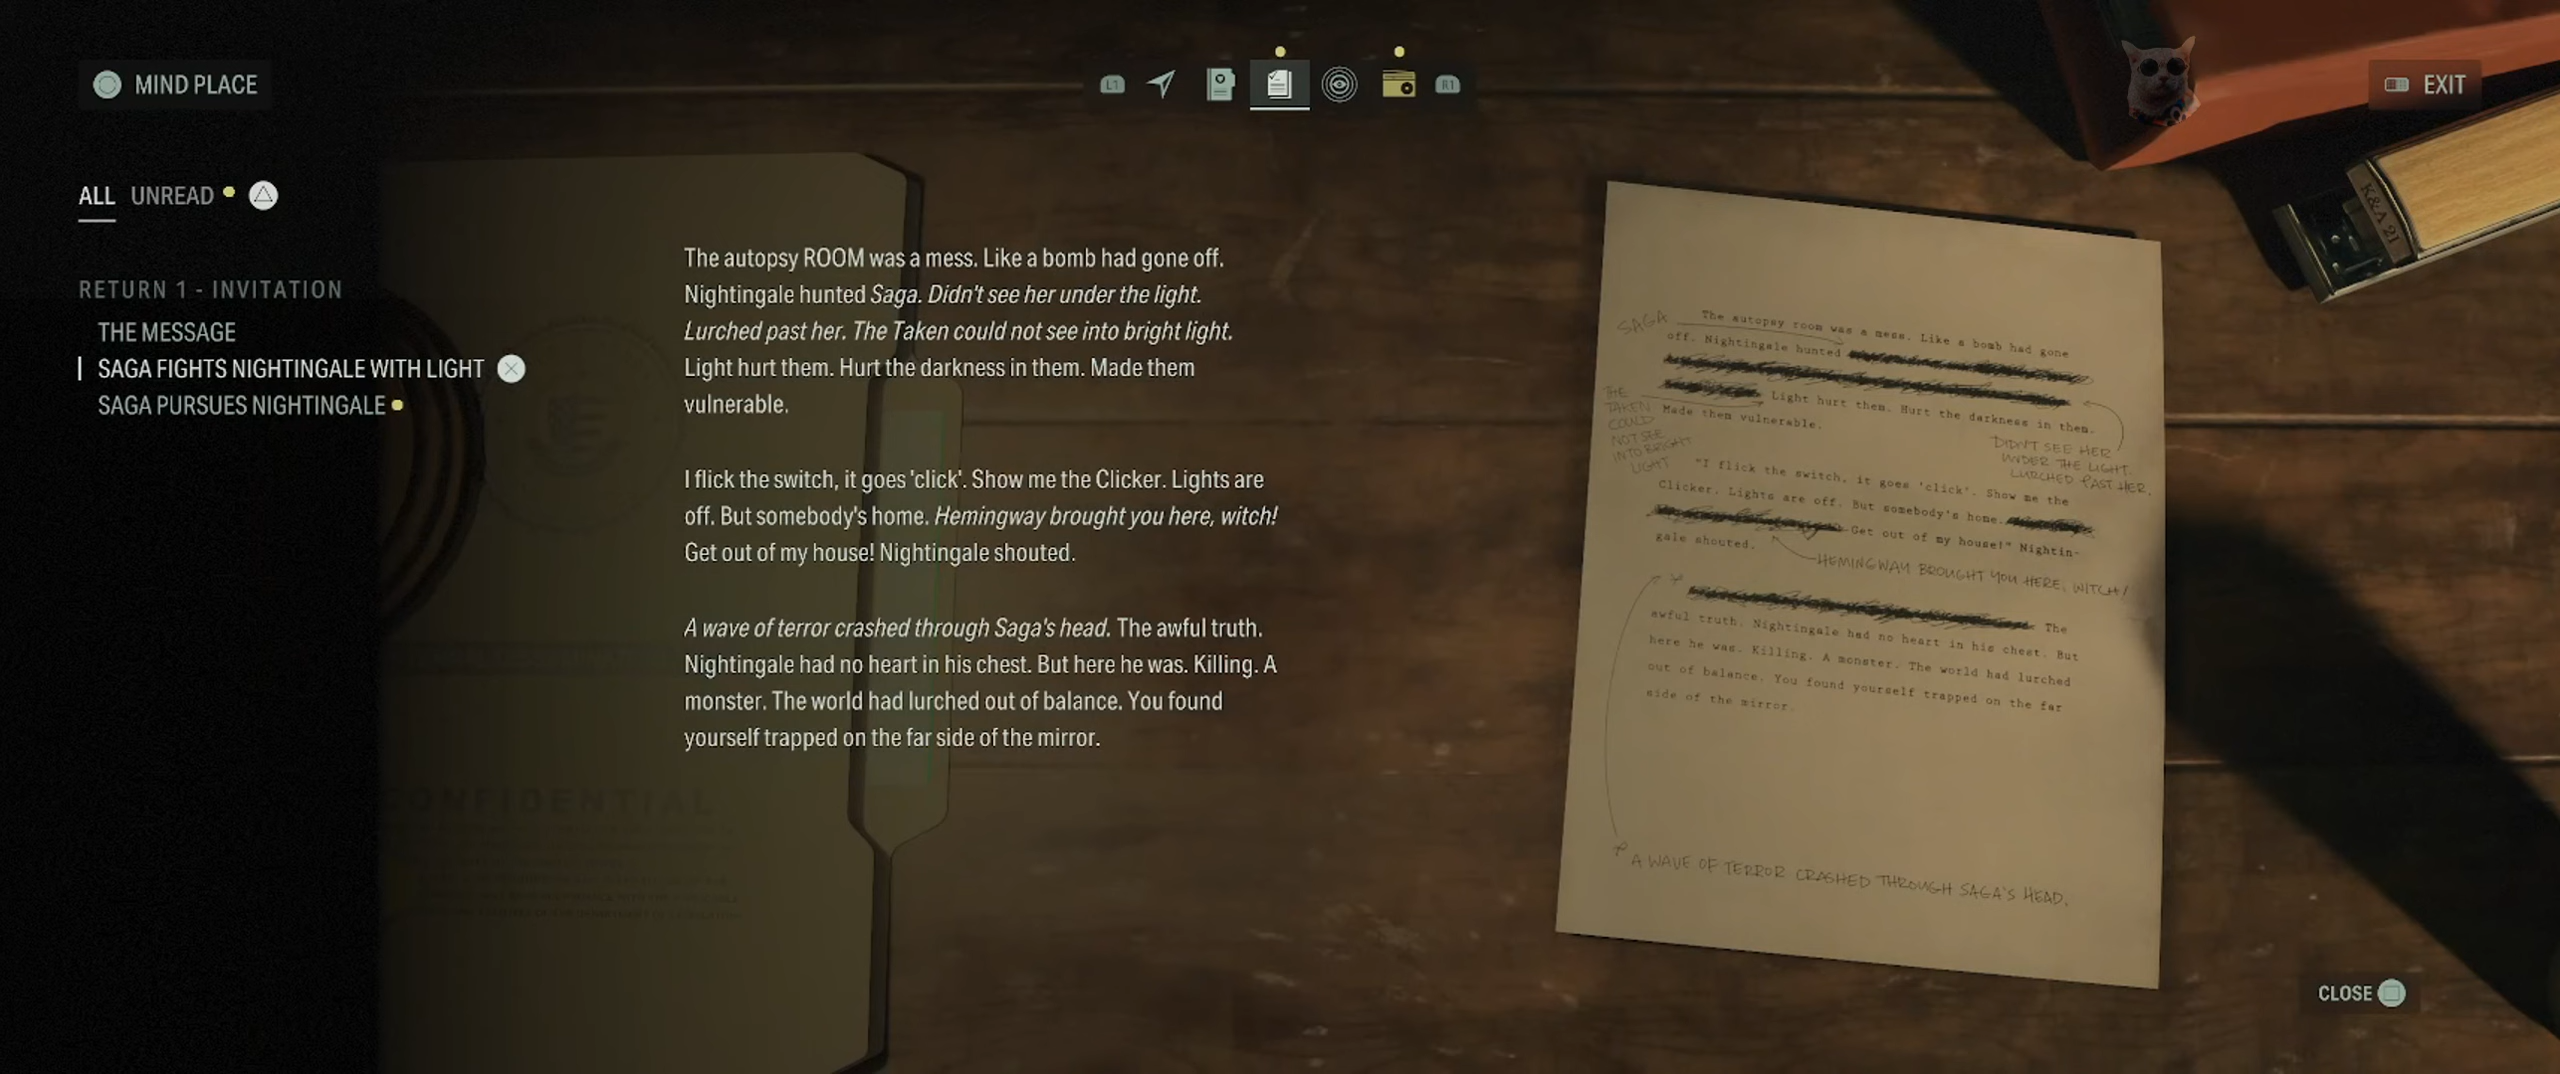 MIND PLACE
L1
R1
EXIT
ALL UNREAD
RETURN 1 - INVITATION
THE MESSAGE
SAGA FIGHTS NIGHTINGALE WITH LIGHT
SAGA PURSUES NIGHTINGALE
The autopsy ROOM was a mess. Like a bomb had gone off.
Nightingale hunted Saga. Didn't see her under the light.
Lurched past her. The Taken could not see into bright light.
Light hurt them. Hurt the darkness in them. Made them
vulnerable.
I flick the switch, it goes 'click'. Show me the Clicker. Lights are
off. But somebody's home. Hemingway brought you here, witch!
Get out of my house! Nightingale shouted.
A wave of terror crashed through Saga's head. The awful truth.
Nightingale had no heart in his chest. But here he was. Killing. A
monster. The world had lurched out of balance. You found
yourself trapped on the far side of the mirror.
CONFIDENTIAL
K&A 21
SAGA
The autopsy room was a mess. Like a bomb had gone
off. Nightingale hunted
Light hurt them. Hurt the darkness in them.
Made them vulnerable.
THE
TAKEN
COULD
NOT SEE
INTO BRIGHT
LIGHT
DIDN'T SEE HER
UNDER THE LIGHT.
LURCHED PAST HER.
"I flick the switch, it goes 'click'. Show me the
Clicker. Lights are off. But somebody's home.
Get out of my house!" Nightin-
gale shouted.
HEMINGWAY BROUGHT YOU HERE, WITCH!
The
awful truth. Nightingale had no heart in his chest. But
here he was. Killing. A monster. The world had lurched
out of balance. You found yourself trapped on the far
side of the mirror.
A WAVE OF TERROR CRASHED THROUGH SAGA'S HEAD.
CLOSE